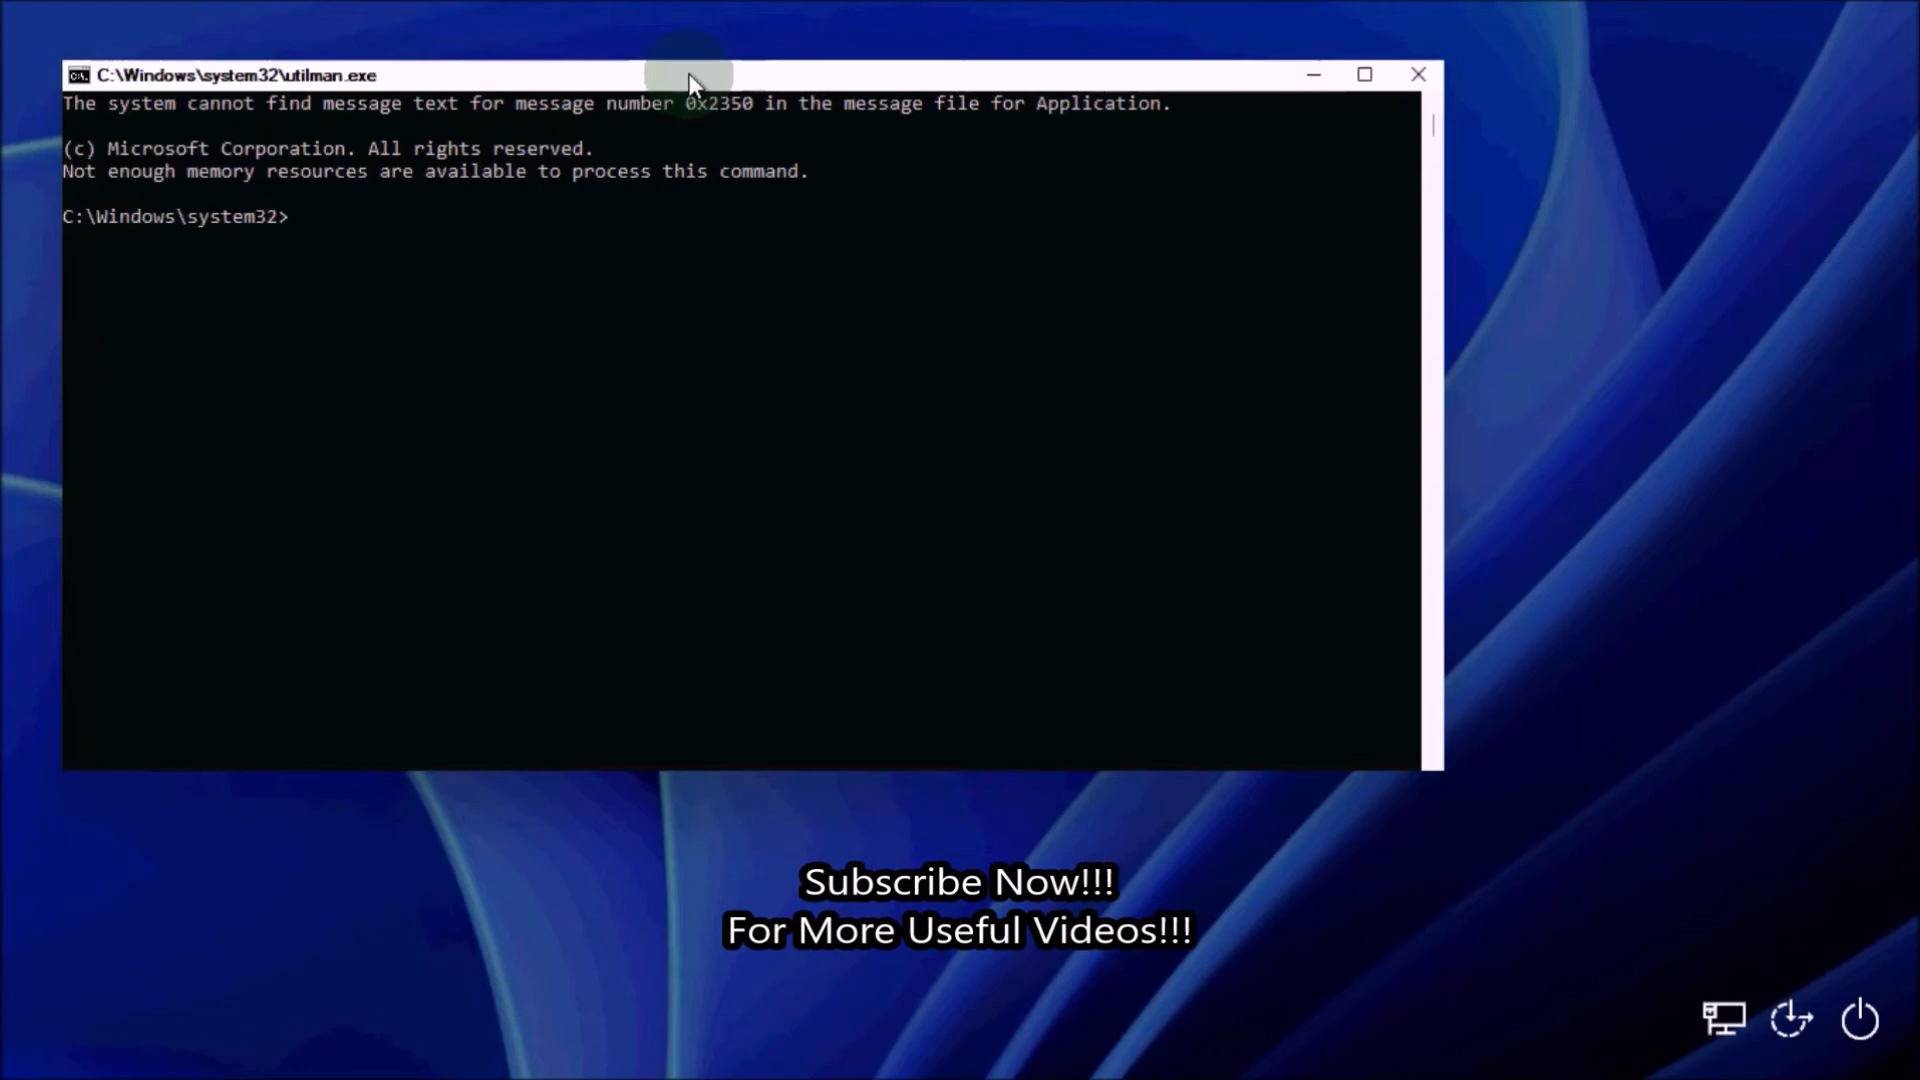 C:\Windows\system32\utilman.exe
The system cannot find message text for message number 0x2350 in the message file for Application.
(c) Microsoft Corporation. All rights reserved.
Not enough memory resources are available to process this command.
C:\Windows\system32>
Subscribe Now!!!
For More Useful Videos!!!